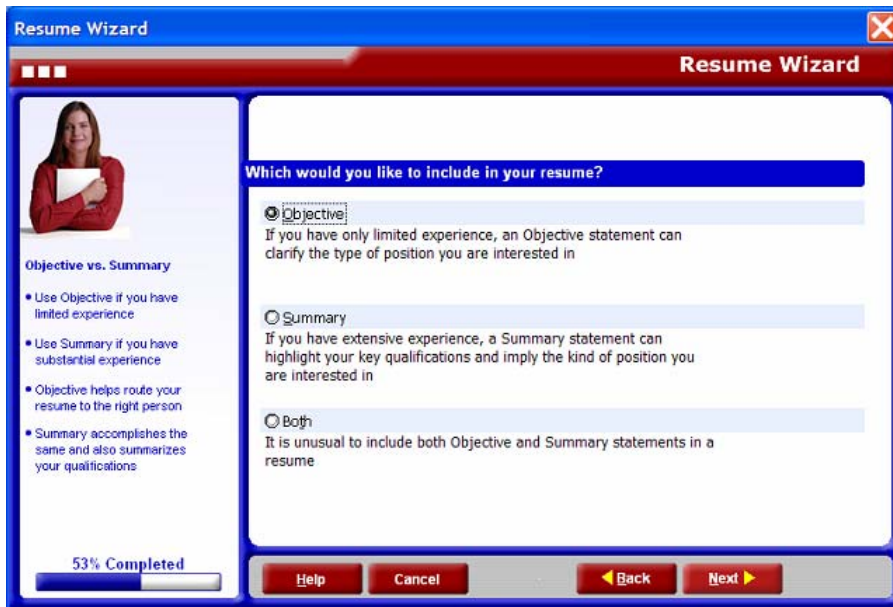 Resume Wizard
Resume Wizard
Objective vs. Summary
• Use Objective if you have
limited experience
• Use Summary if you have
substantial experience
• Objective helps route your
resume to the right person
• Summary accomplishes the
same and also summarizes
your qualifications
53% Completed
Which would you like to include in your resume?
Objective
If you have only limited experience, an Objective statement can
clarify the type of position you are interested in
Summary
If you have extensive experience, a Summary statement can
highlight your key qualifications and imply the kind of position you
are interested in
Both
It is unusual to include both Objective and Summary statements in a
resume
Help Cancel Back Next